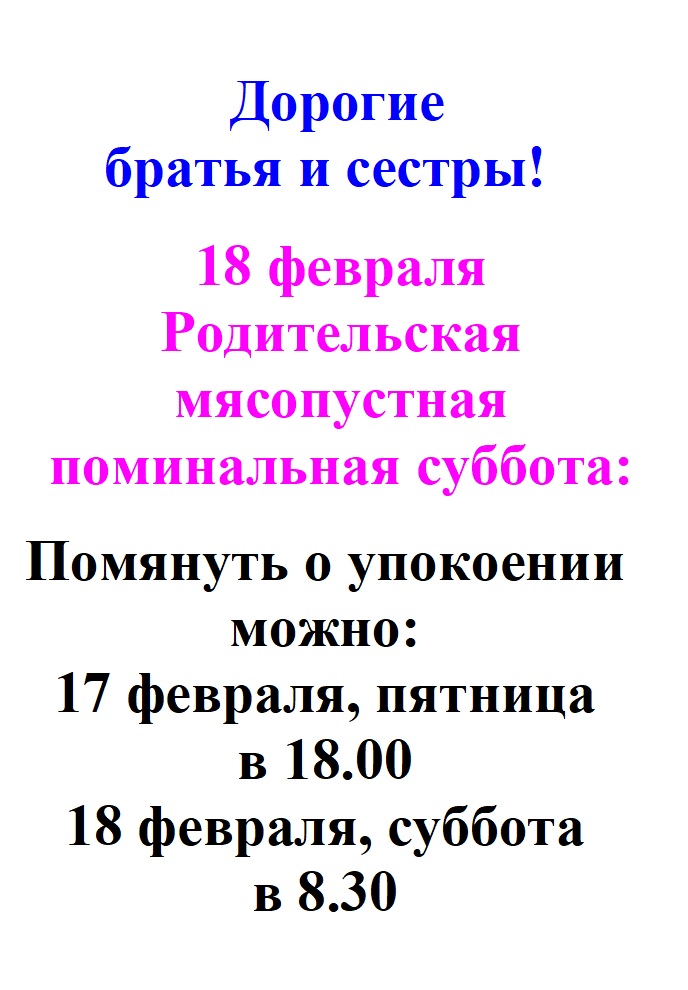 Дорогие
братья и сестры!
18 февраля
Родительская
мясопустная
поминальная суббота:
Помянуть о упокоении
можно:
17 февраля, пятница
в 18.00
18 февраля, суббота
в 8.30